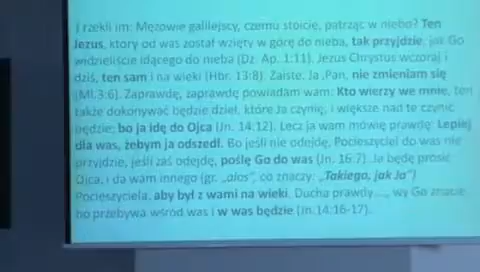 I rzekli im: Mężowie galilejscy, czemu stoicie, patrząc w niebo? Ten
Jezus, który od was został wzięty w górę do nieba, tak przyjdzie, jak Go
widzieliście idącego do nieba (Dz. Ap. 1:11). Jezus Chrystus wczoraj i
dziś, ten sam i na wieki (Hbr. 13:8). Zaiste, Ja ,Pan, nie zmieniam się
(Ml.3:6). Zaprawdę, zaprawdę powiadam wam: Kto wierzy we mnie, ten
także dokonywać będzie dzieł, które Ja czynię, i większe nad te czynić
będzie; bo ja idę do Ojca (Jn. 14:12). Lecz ja wam mówię prawdę: Lepiej
dla was, żebym ja odszedł. Bo jeśli nie odejdę, Pocieszyciel do was nie
przyjdzie, jeśli zaś odejdę, poślę Go do was (Jn. 16:7). Ja będę prosić
Ojca, i da wam innego (gr. „alos”, co znaczy: „Takiego, jak Ja”)
Pocieszyciela, aby był z wami na wieki. Ducha prawdy...., wy Go znacie
bo przebywa wśród was i w was będzie (Jn.14:16-17).